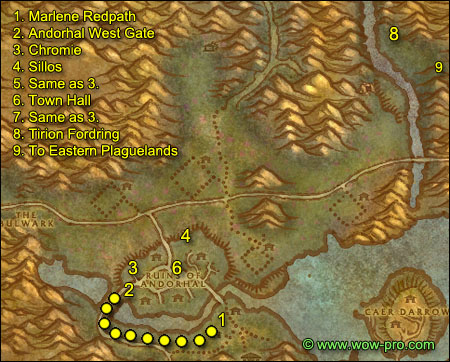 1. Marlene Redpath
2. Andorhal West Gate
3. Chromie
4. Sillos
5. Same as 3.
6. Town Hall
7. Same as 3.
8. Tirion Fordring
9. To Eastern Plaguelands
8
9
THE
BULWARK
4
3
6
RUINS OF
ANDORHAL
2
1
CAER DARROW
© www.wow-pro.com